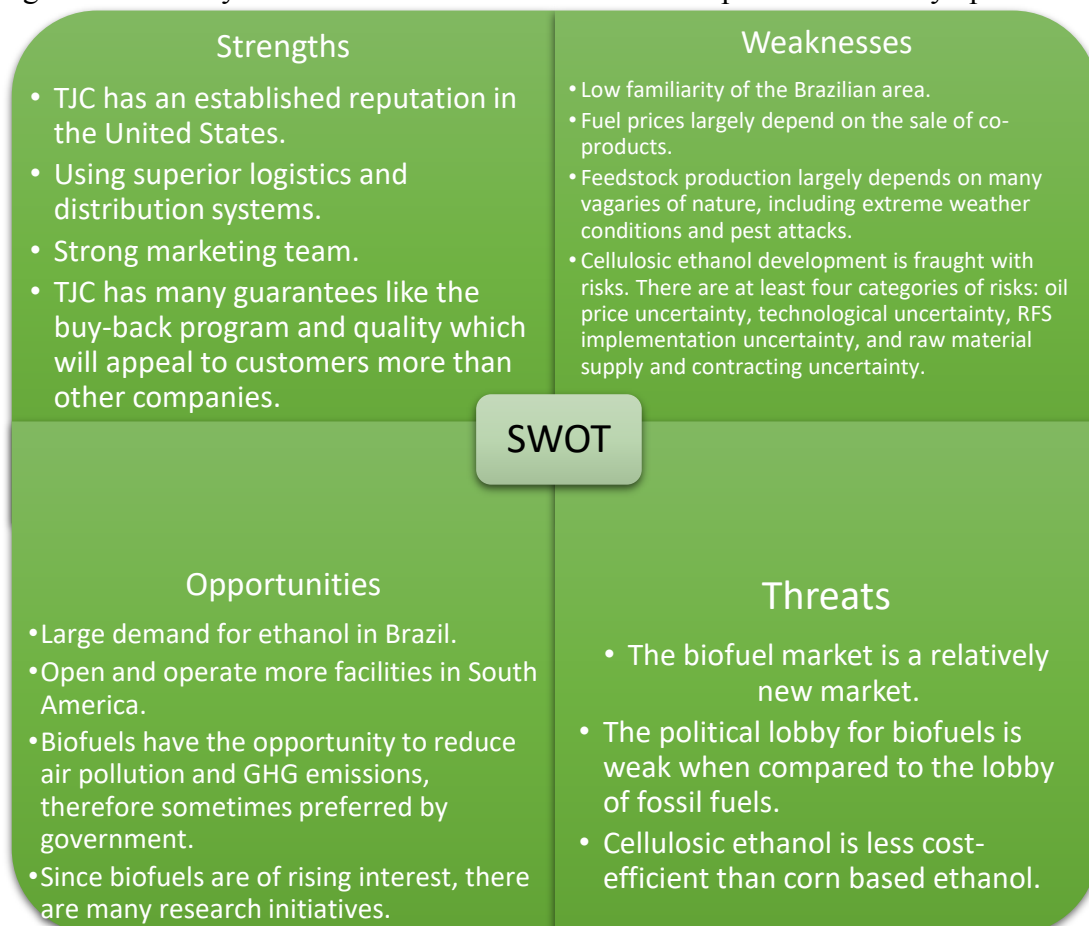 Strengths
• TJC has an established reputation in
the United States.
• Using superior logistics and
distribution systems.
• Strong marketing team.
• TJC has many guarantees like the
buy-back program and quality which
will appeal to customers more than
other companies.
Weaknesses
• Low familiarity of the Brazilian area.
• Fuel prices largely depend on the sale of co-
products.
• Feedstock production largely depends on many
vagaries of nature, including extreme weather
conditions and pest attacks.
• Cellulosic ethanol development is fraught with
risks. There are at least four categories of risks: oil
price uncertainty, technological uncertainty, RFS
implementation uncertainty, and raw material
supply and contracting uncertainty.
SWOT
Opportunities
• Large demand for ethanol in Brazil.
• Open and operate more facilities in South
America.
• Biofuels have the opportunity to reduce
air pollution and GHG emissions,
therefore sometimes preferred by
government.
• Since biofuels are of rising interest, there
are many research initiatives.
Threats
• The biofuel market is a relatively
new market.
• The political lobby for biofuels is
weak when compared to the lobby
of fossil fuels.
• Cellulosic ethanol is less cost-
efficient than corn based ethanol.